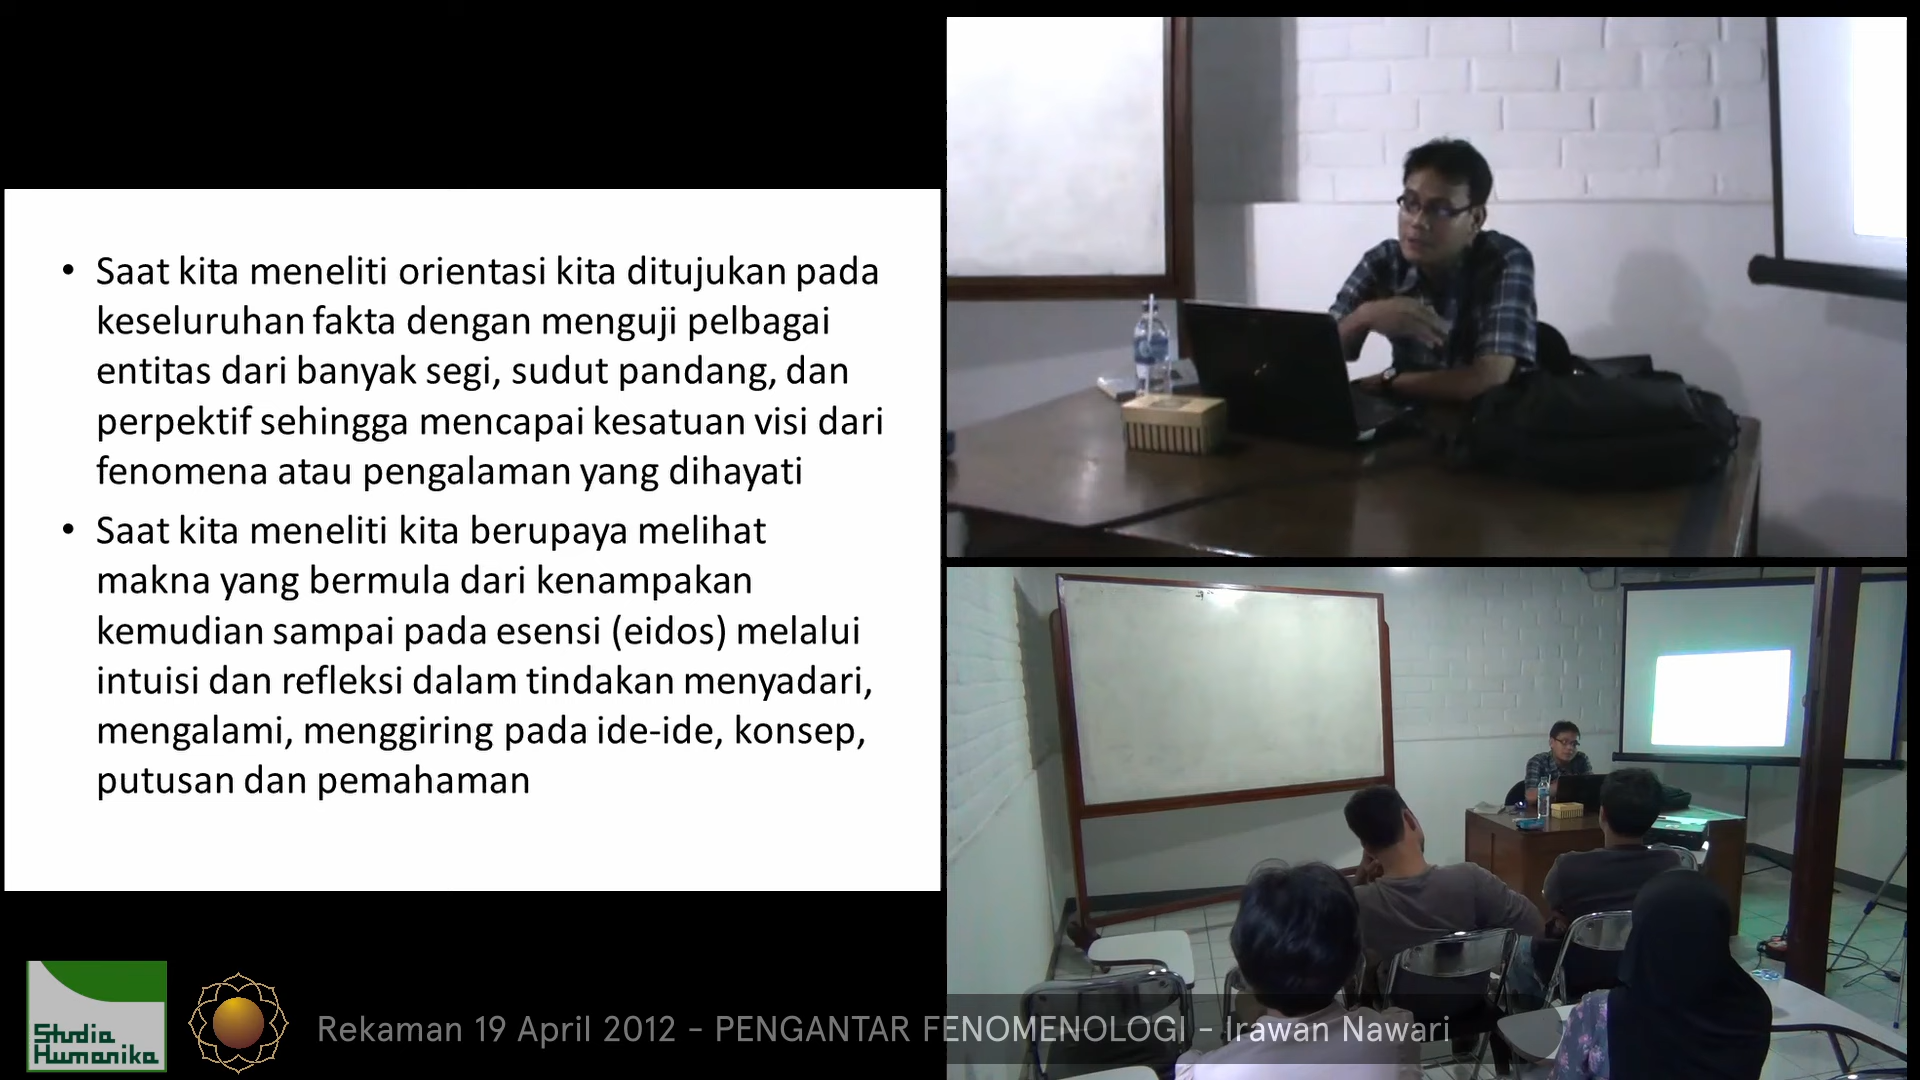 • Saat kita meneliti orientasi kita ditujukan pada
keseluruhan fakta dengan menguji pelbagai
entitas dari banyak segi, sudut pandang, dan
perpektif sehingga mencapai kesatuan visi dari
fenomena atau pengalaman yang dihayati
• Saat kita meneliti kita berupaya melihat
makna yang bermula dari kenampakan
kemudian sampai pada esensi (eidos) melalui
intuisi dan refleksi dalam tindakan menyadari,
mengalami, menggiring pada ide-ide, konsep,
putusan dan pemahaman
Studia
Humanika
Rekaman 19 April 2012 - PENGANTAR FENOMENOLOGI - Irawan Nawari